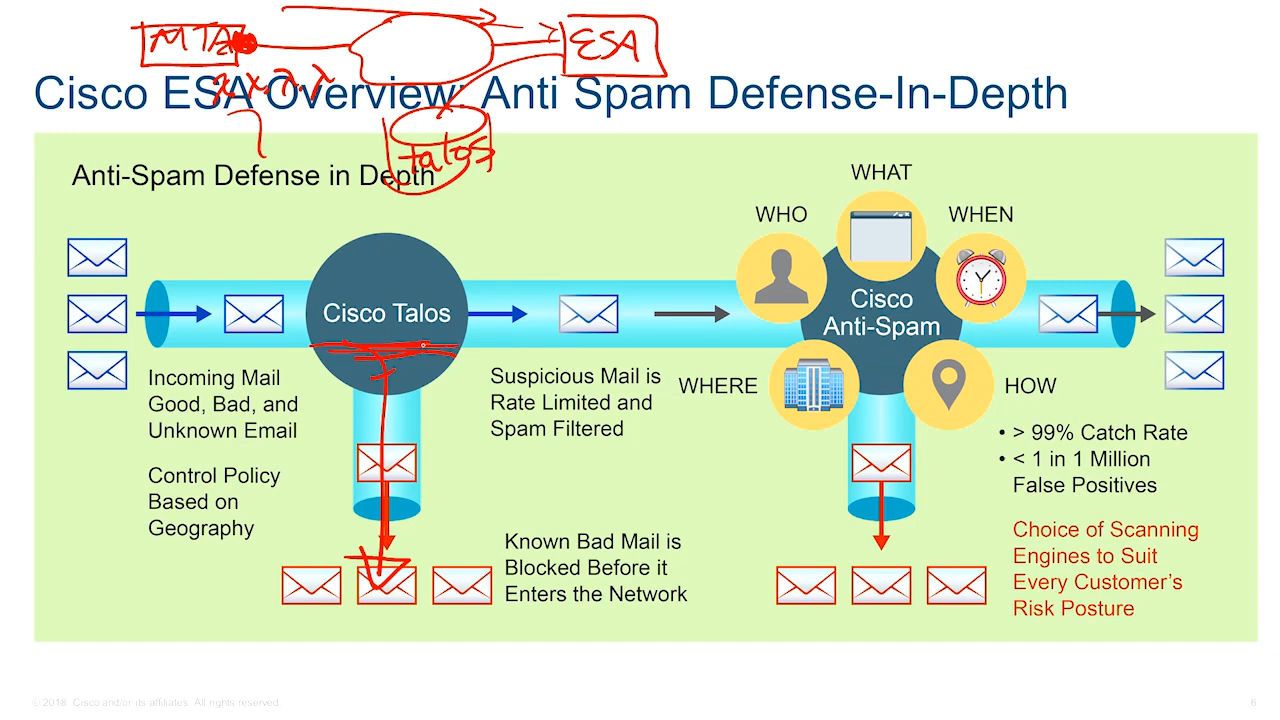 MTA
ESA
x.x.x.x
Cisco ESA Overview: Anti Spam Defense-In-Depth
talos
Anti-Spam Defense in Depth
WHAT
WHO
WHEN
Cisco Talos
Cisco
Anti-Spam
Incoming Mail
Good, Bad, and
Unknown Email
Control Policy
Based on
Geography
Suspicious Mail is
Rate Limited and
Spam Filtered
WHERE
HOW
• > 99% Catch Rate
• < 1 in 1 Million
False Positives
Known Bad Mail is
Blocked Before it
Enters the Network
Choice of Scanning
Engines to Suit
Every Customer's
Risk Posture
© 2018 Cisco and/or its affiliates. All rights reserved.
6